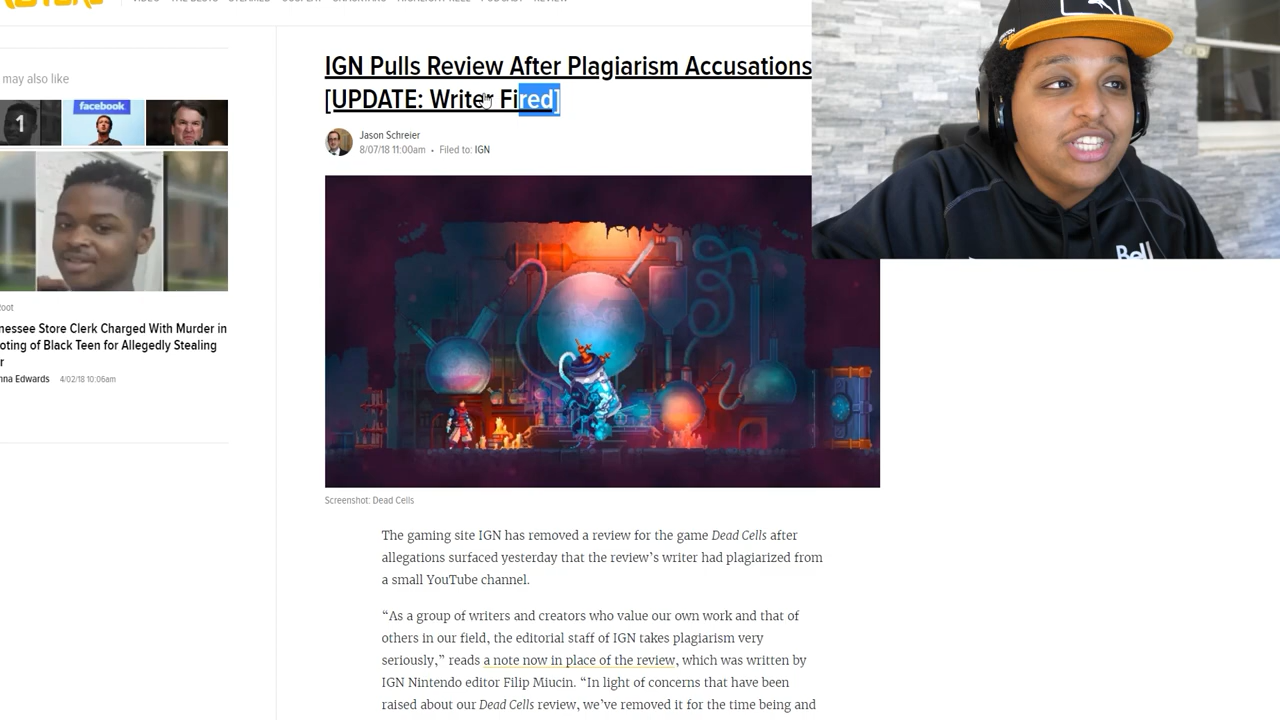 VIDEO
PODCAST
REVIEW
may also like
1
facebook
nessee Store Clerk Charged With Murder in
oting of Black Teen for Allegedly Stealing
r
nna Edwards 4/02/18 10:06am
IGN Pulls Review After Plagiarism Accusations
[UPDATE: Writer Fired]
Jason Schreier
8/07/18 11:00am • Filed to: IGN
Screenshot: Dead Cells
The gaming site IGN has removed a review for the game Dead Cells after
allegations surfaced yesterday that the review’s writer had plagiarized from
a small YouTube channel.
“As a group of writers and creators who value our own work and that of
others in our field, the editorial staff of IGN takes plagiarism very
seriously,” reads a note now in place of the review, which was written by
IGN Nintendo editor Filip Miucin. “In light of concerns that have been
raised about our Dead Cells review, we’ve removed it for the time being and
Bell